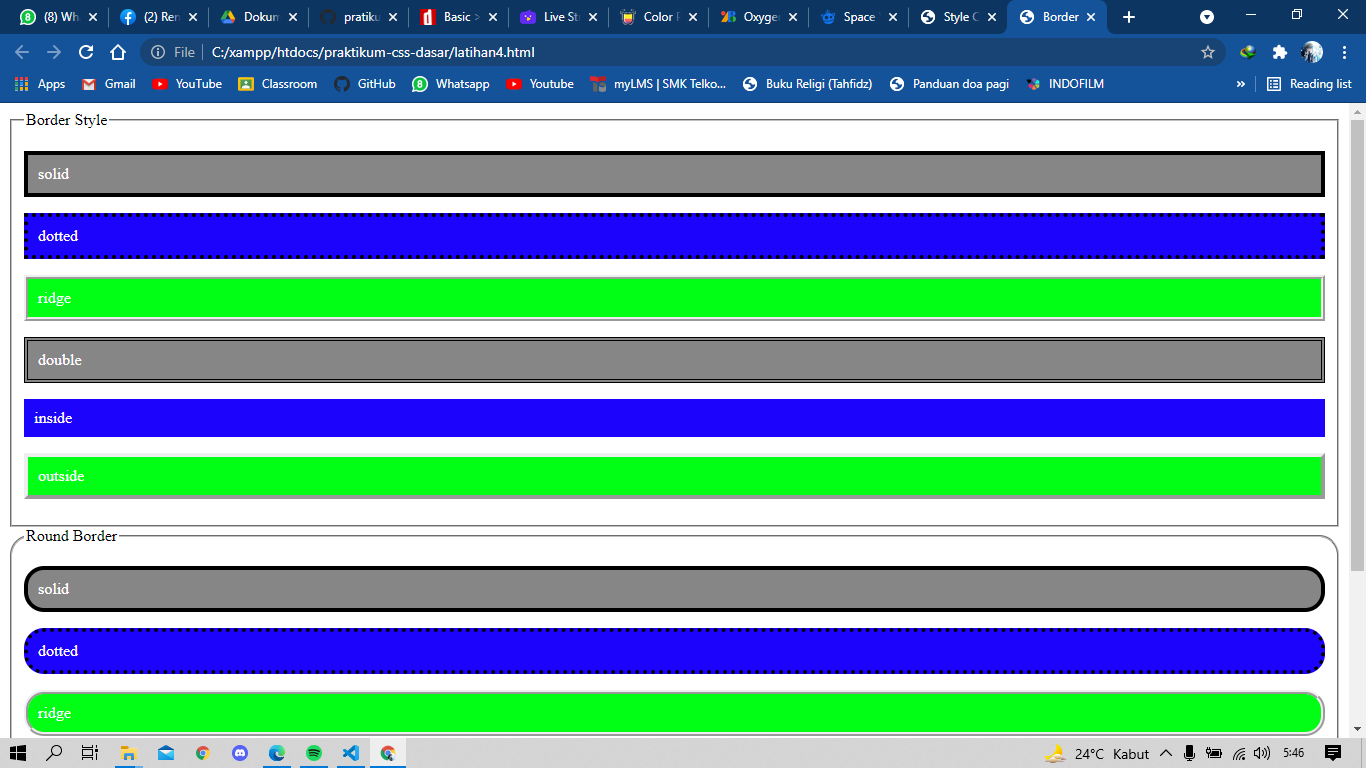 (8) Wh
(2) Ren
Dokum
pratiku
Basic >
Live St
Color P
Oxyge
Space
Style C
Border
File
C:/xampp/htdocs/praktikum-css-dasar/latihan4.html
Apps
Gmail
YouTube
Classroom
GitHub
8
Whatsapp
Youtube
myLMS | SMK Telko...
Buku Religi (Tahfidz)
Panduan doa pagi
INDOFILM
»
Reading list
Border Style
solid
dotted
ridge
double
inside
outside
Round Border
solid
dotted
ridge
24°C Kabut
5:46